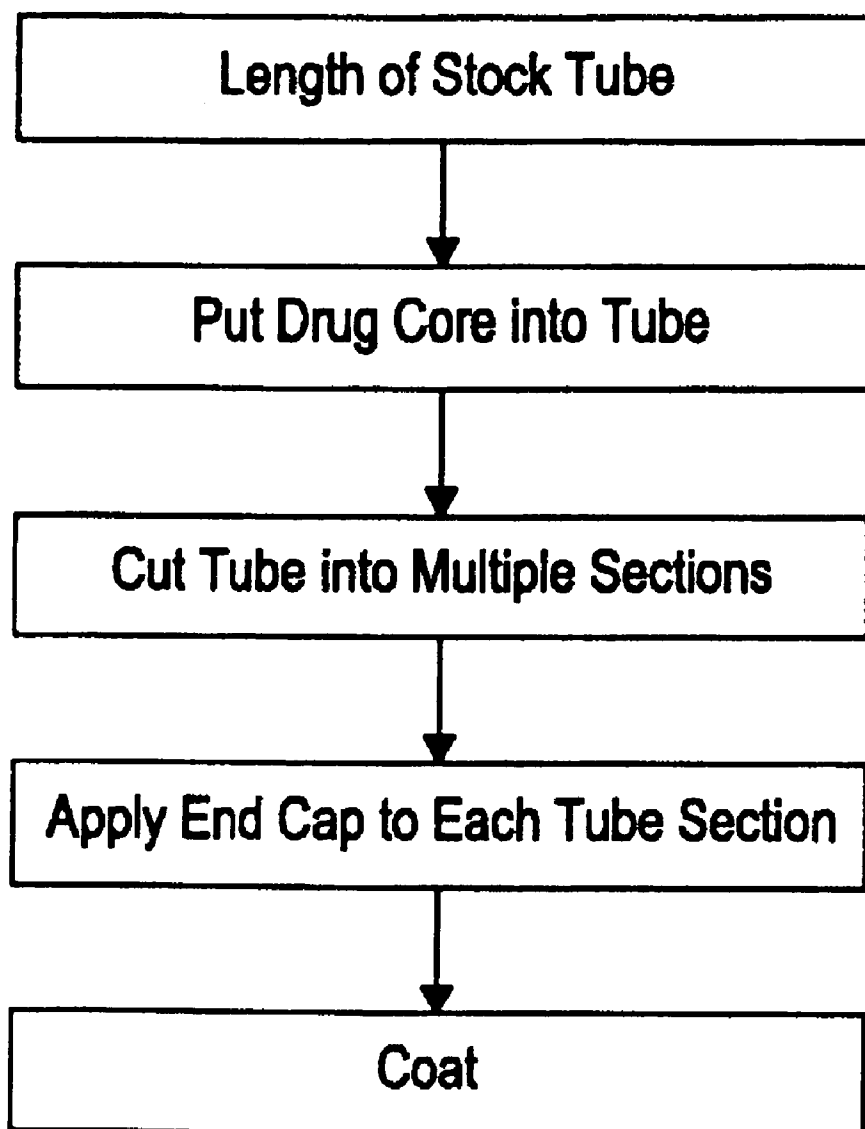 Length of Stock Tube
Put Drug Core into Tube
Cut Tube into Multiple Sections
Apply End Cap to Each Tube Section
Coat